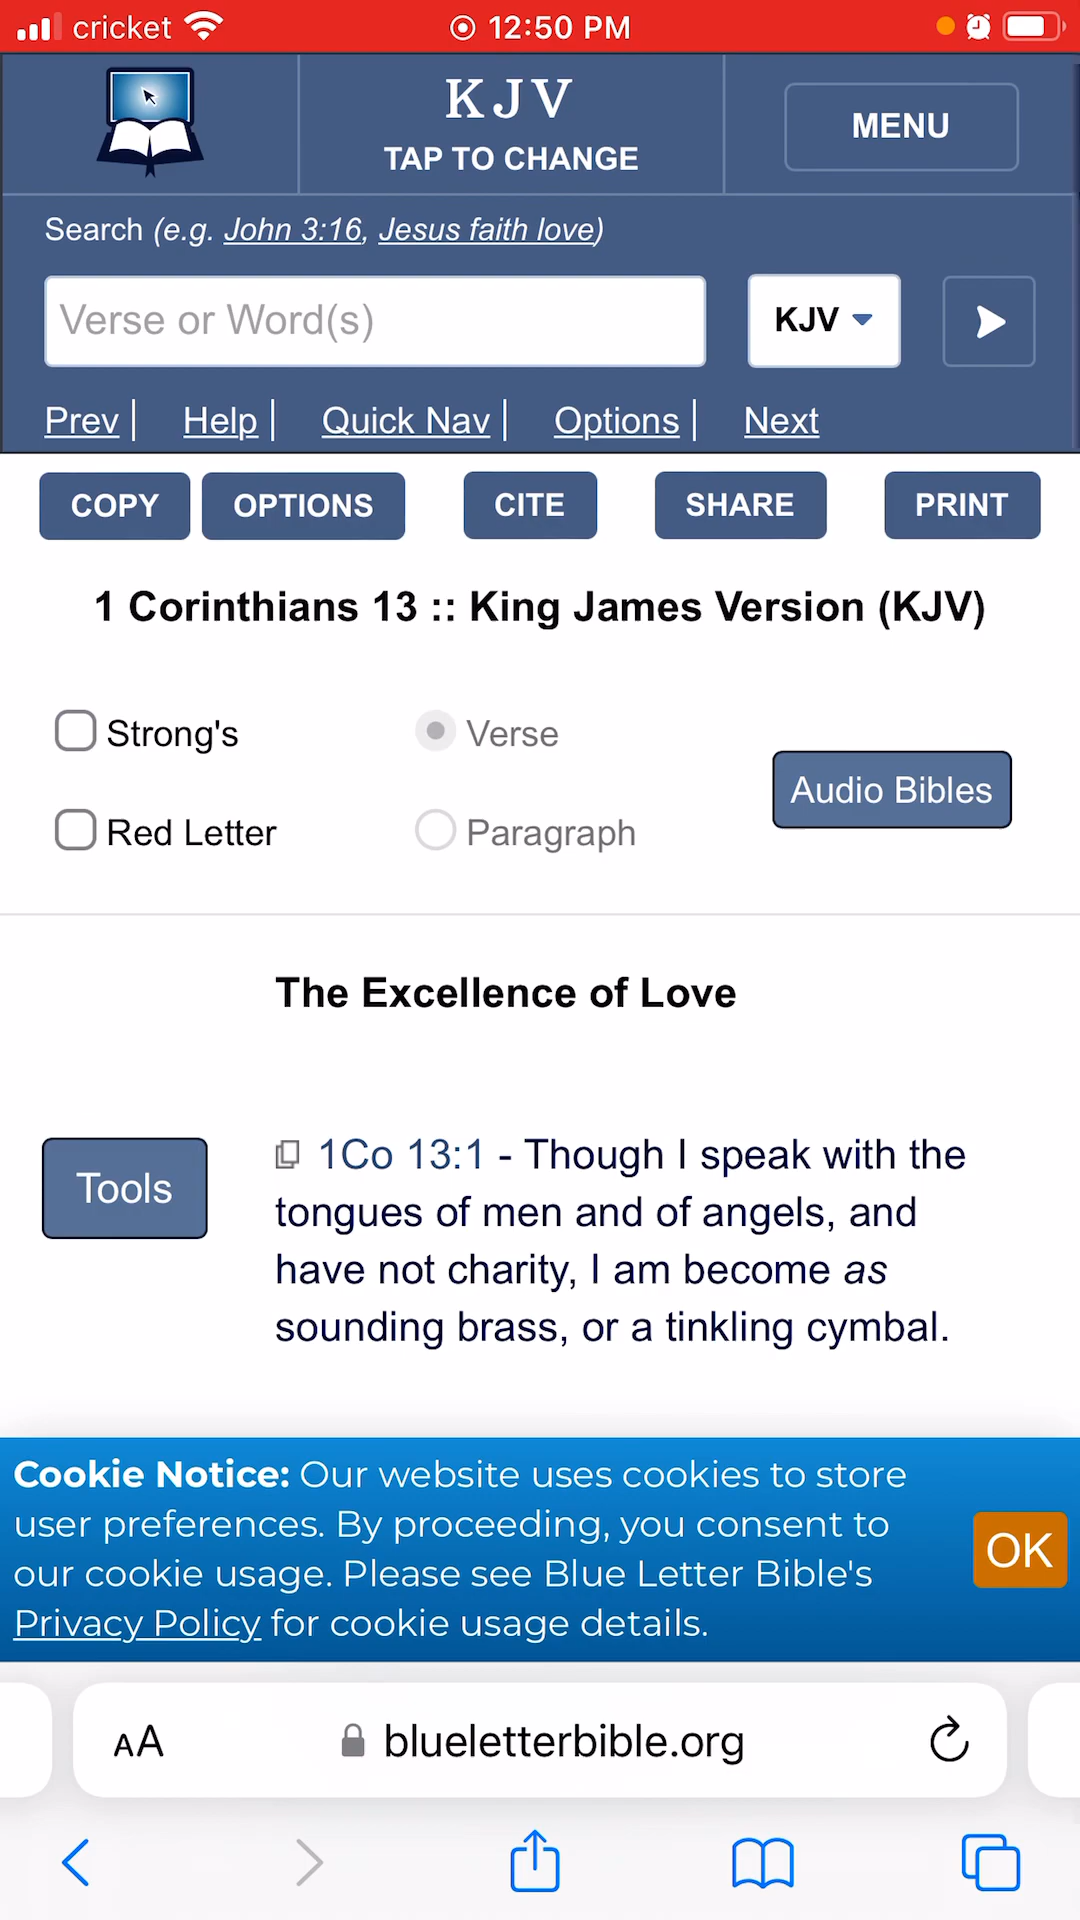 cricket 12:50 PM
KJV
TAP TO CHANGE
MENU
Search (e.g. John 3:16, Jesus faith love)
Verse or Word(s) KJV
Prev | Help | Quick Nav | Options | Next
COPY OPTIONS CITE SHARE PRINT
1 Corinthians 13 :: King James Version (KJV)
Strong's Verse
Audio Bibles
Red Letter Paragraph
The Excellence of Love
Tools
1Co 13:1 - Though I speak with the
tongues of men and of angels, and
have not charity, I am become as
sounding brass, or a tinkling cymbal.
Cookie Notice: Our website uses cookies to store
user preferences. By proceeding, you consent to
our cookie usage. Please see Blue Letter Bible's
Privacy Policy for cookie usage details.
OK
AA blueletterbible.org